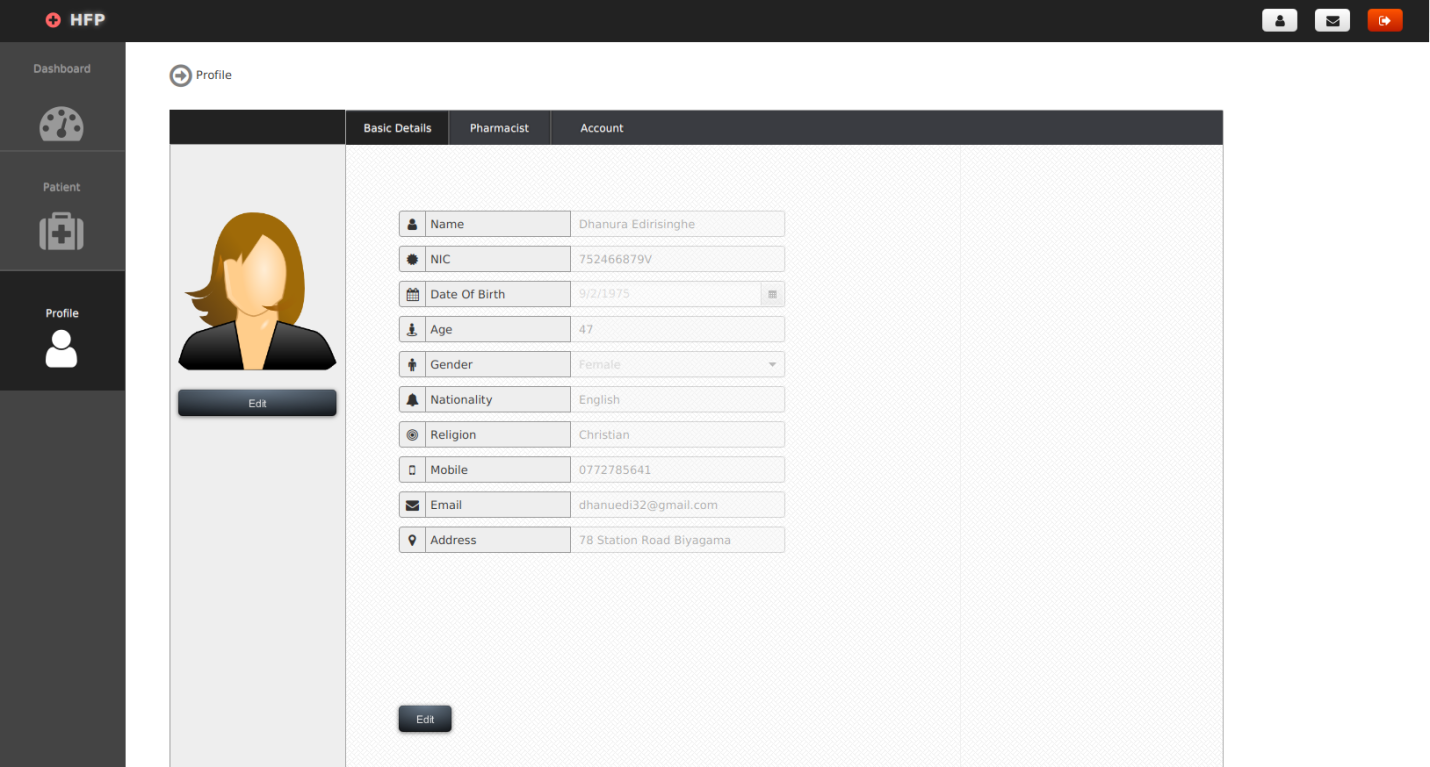 HFP
Dashboard
Patient
Profile
Profile
Basic Details Pharmacist Account
Edit
Name Dhanura Edirisinghe
NIC 752466879V
Date Of Birth 9/2/1975
Age 47
Gender Female
Nationality English
Religion Christian
Mobile 0772785641
Email dhanuedi32@gmail.com
Address 78 Station Road Biyagama
Edit